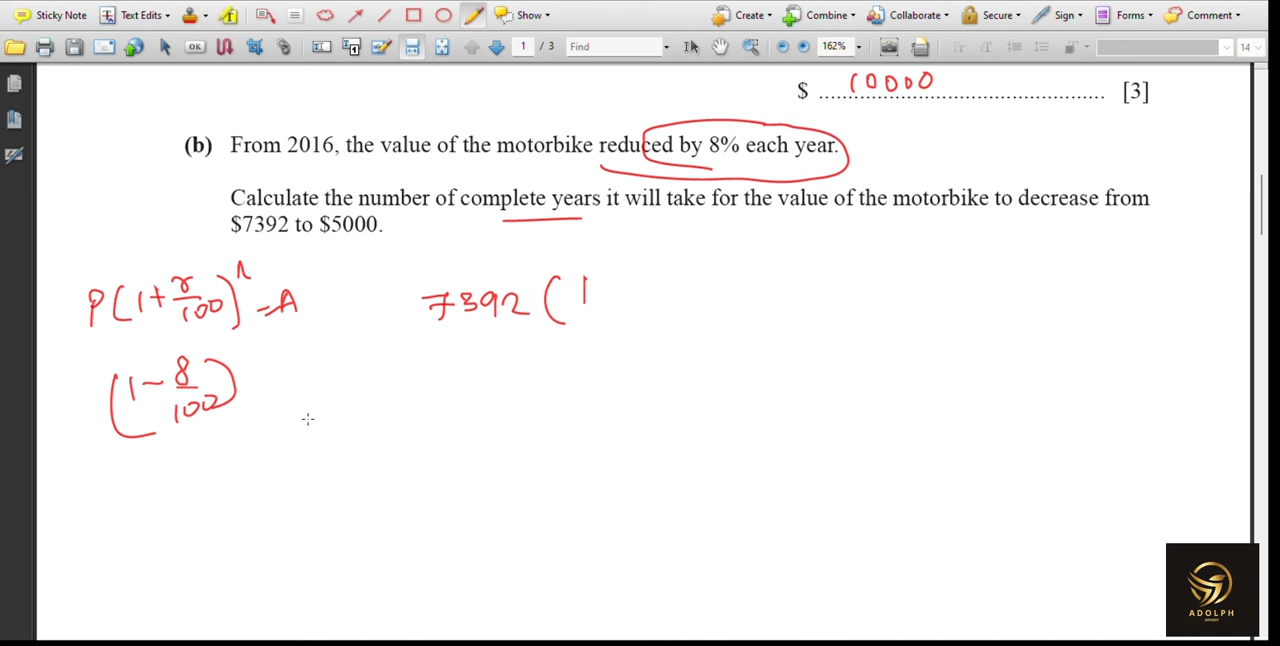 Sticky Note Text Edits Show Create Combine Collaborate Secure Sign Forms Comment
OK 1 / 3 Find 162% Tr T 14
$ 10000 [3]
(b) From 2016, the value of the motorbike reduced by 8% each year.
Calculate the number of complete years it will take for the value of the motorbike to decrease from
$7392 to $5000.
P(1+r/100)^n =A 7392 ( 1
(1-8/100)
ADOLPH